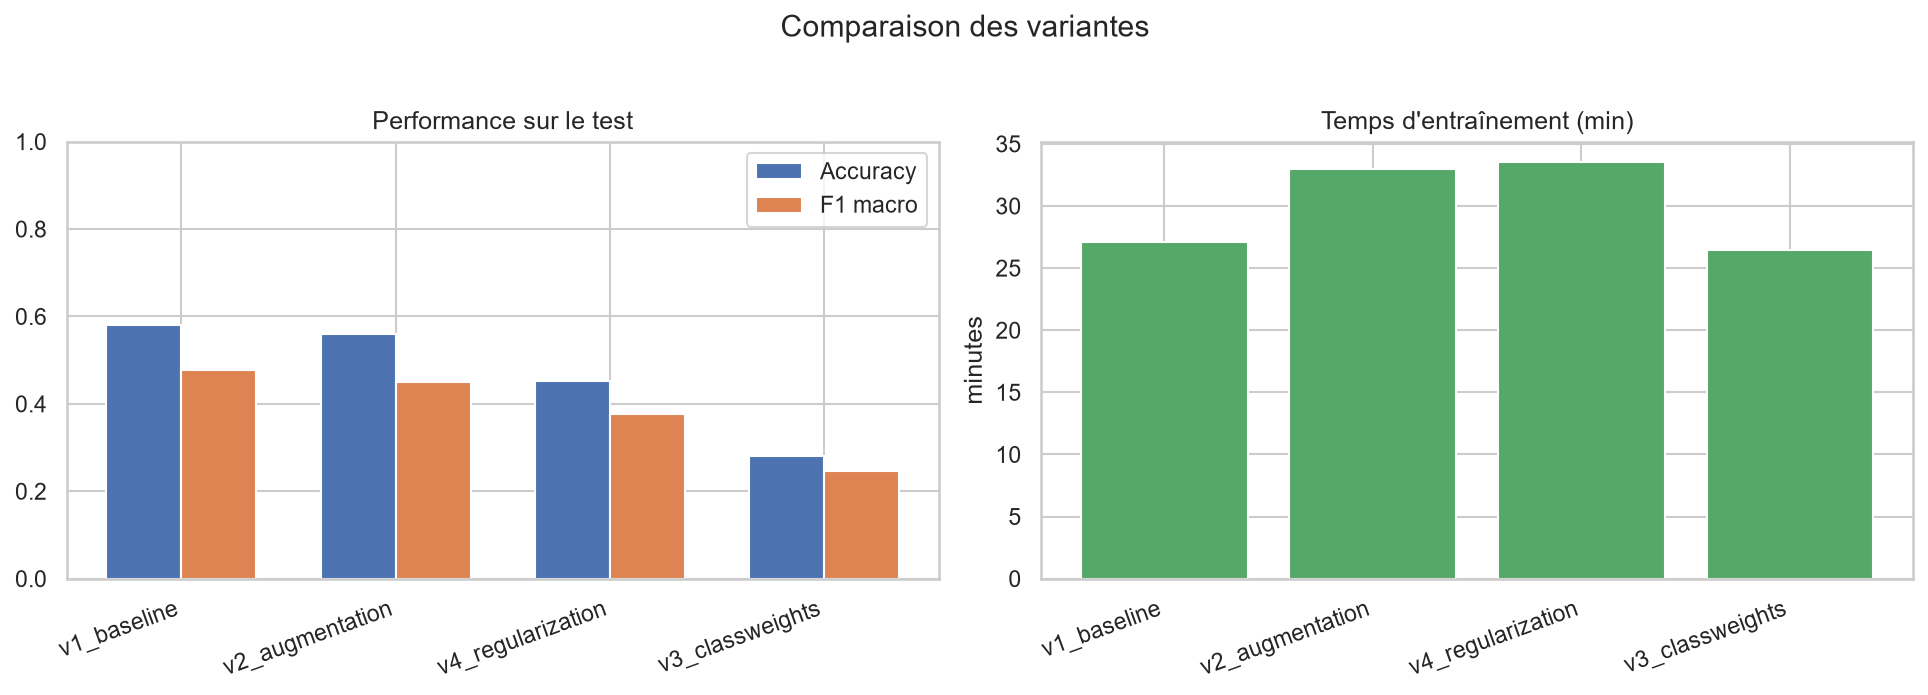 Comparaison des variantes
Performance sur le test
1.0
0.8
0.6
0.4
0.2
0.0
Accuracy
F1 macro
v1_baseline
v2_augmentation
v4_regularization
v3_classweights
Temps d'entraînement (min)
minutes
35
30
25
20
15
10
5
0
v1_baseline
v2_augmentation
v4_regularization
v3_classweights